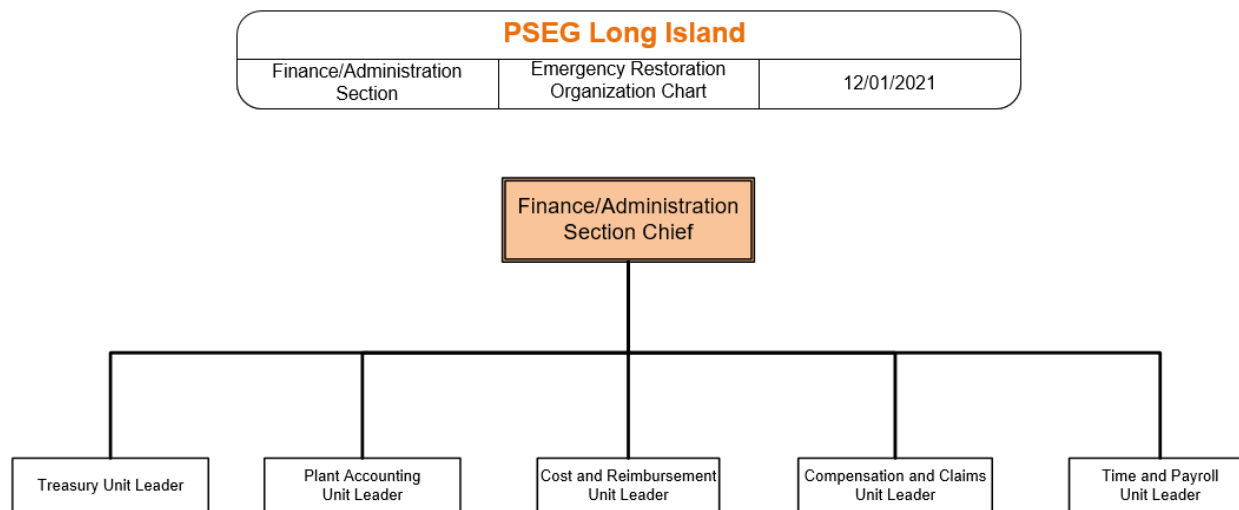 PSEG Long Island
Finance/Administration
Section
Emergency Restoration
Organization Chart
12/01/2021
Finance/Administration
Section Chief
Treasury Unit Leader
Plant Accounting
Unit Leader
Cost and Reimbursement
Unit Leader
Compensation and Claims
Unit Leader
Time and Payroll
Unit Leader